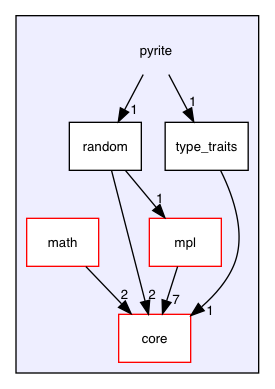 pyrite
1 1
random type_traits
1
math mpl
2 2 7 1
core